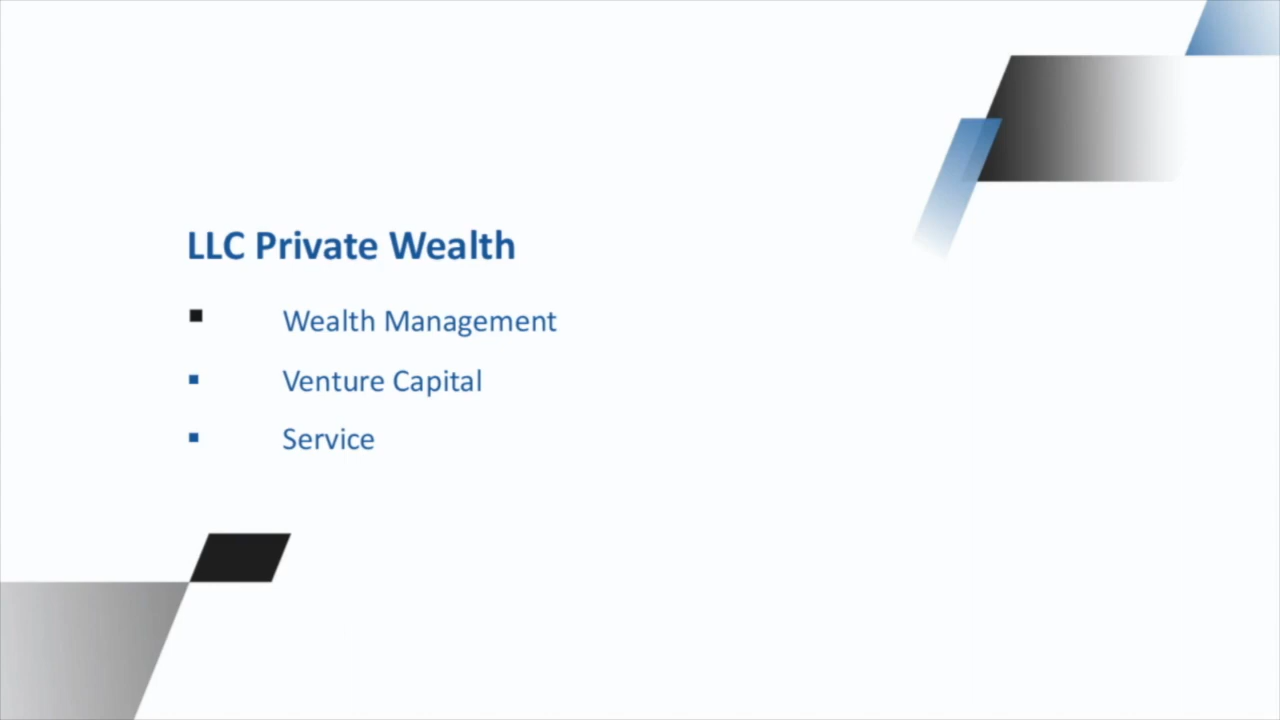 LLC Private Wealth
Wealth Management
Venture Capital
Service